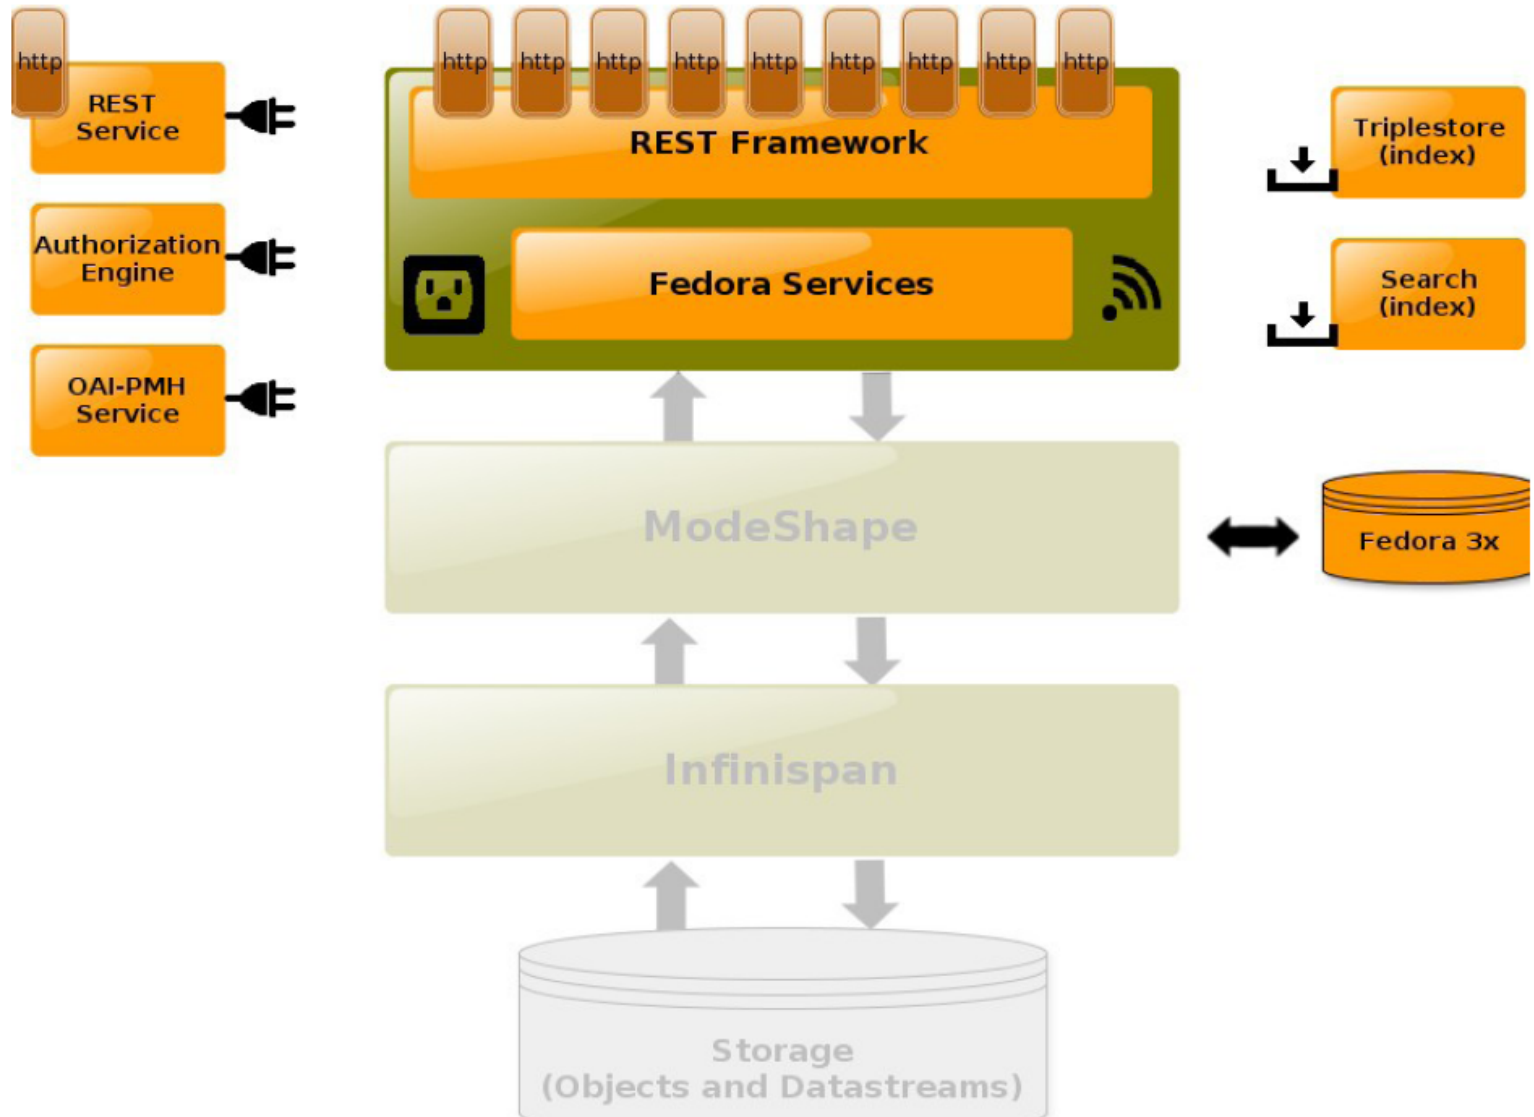 http
http
http
http
http
http
http
http
http
http
REST
Service
REST Framework
Triplestore
(index)
Authorization
Engine
Fedora Services
Search
(index)
OAI-PMH
Service
ModeShape
Fedora 3x
Infinispan
Storage
(Objects and Datastreams)